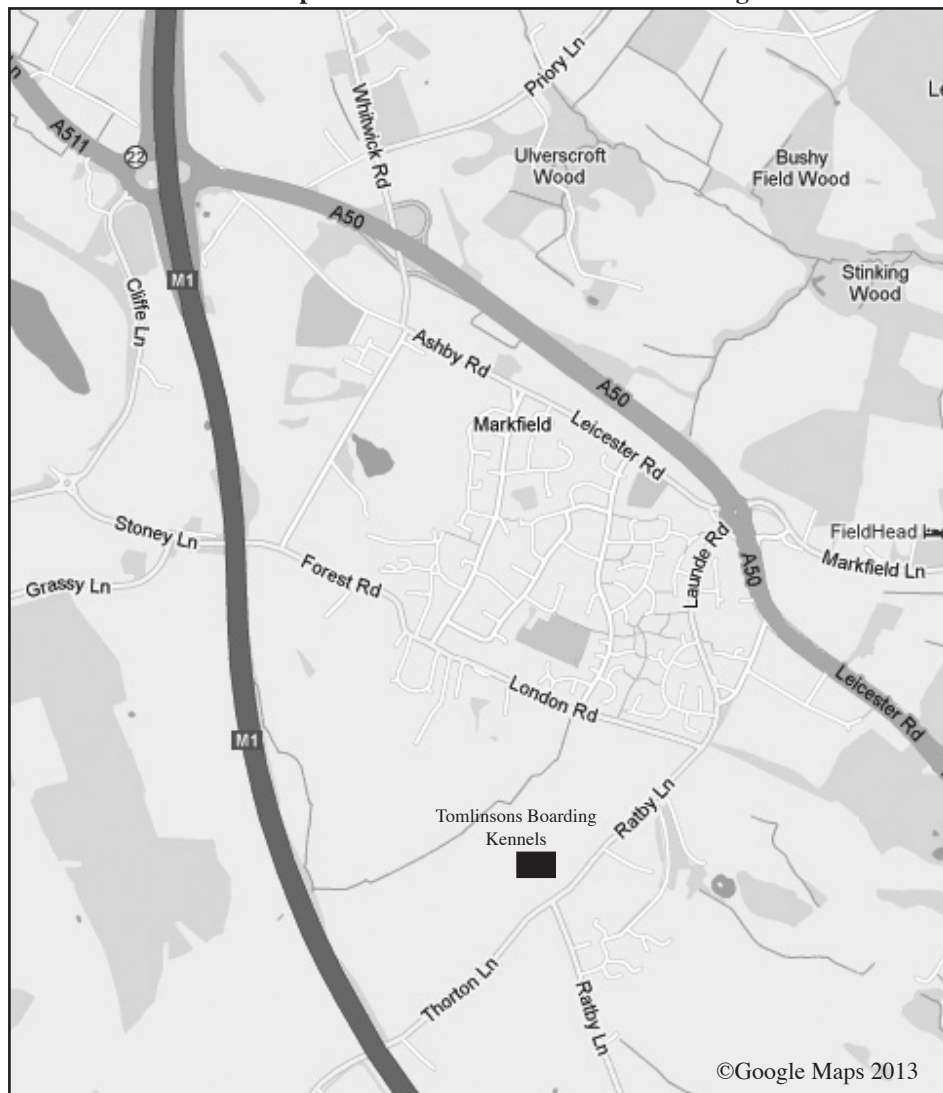 Priory Ln
Whitwick Rd
Ln
A511
22
Ulverscroft
Wood
Bushy
Field Wood
A50
M1
Stinking
Wood
Cliffe Ln
Ashby Rd
A50
Markfield
Leicester Rd
Stoney Ln
FieldHead
Launde Rd
Markfield Ln
A50
Grassy Ln
Forest Rd
London Rd
Leicester Rd
M1
Ratby Ln
Tomlinsons Boarding
Kennels
Thorton Ln
Ratby Ln
©Google Maps 2013